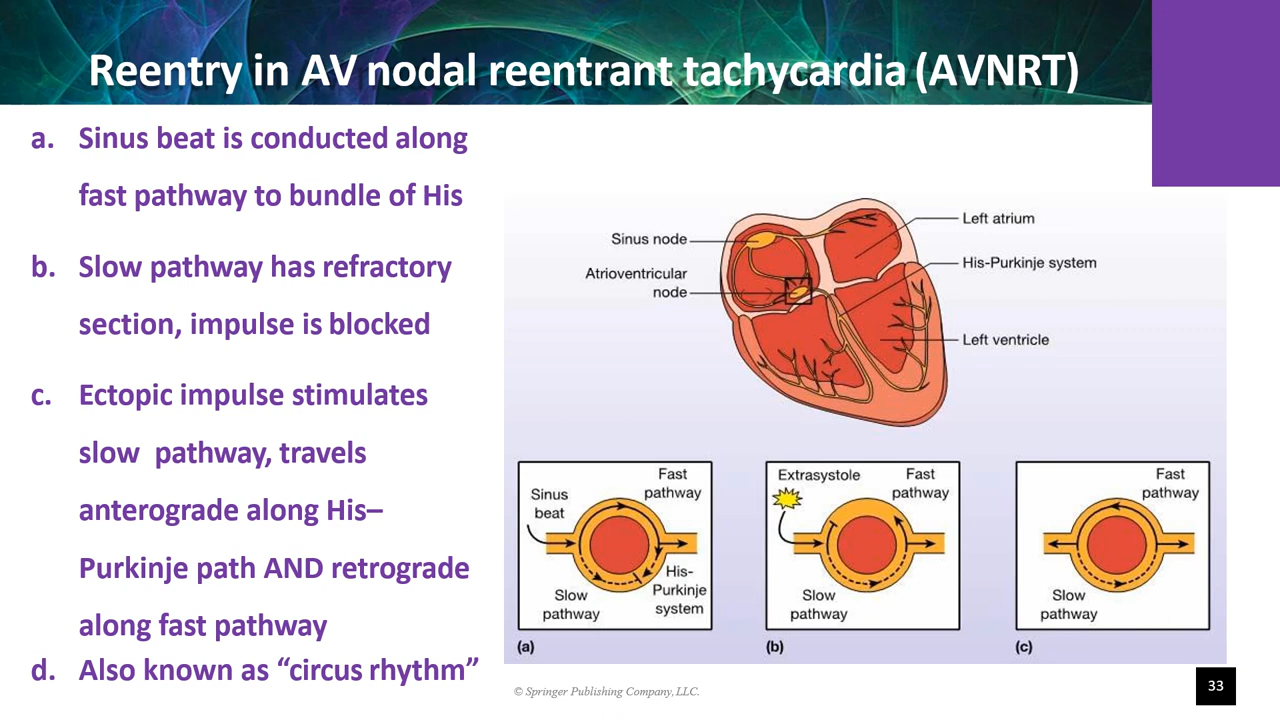 Reentry in AV nodal reentrant tachycardia (AVNRT)
a. Sinus beat is conducted along
fast pathway to bundle of His
b. Slow pathway has refractory
section, impulse is blocked
c. Ectopic impulse stimulates
slow pathway, travels
anterograde along His–
Purkinje path AND retrograde
along fast pathway
d. Also known as “circus rhythm”
Sinus node
Atrioventricular
node
Left atrium
His-Purkinje system
Left ventricle
Fast
pathway
Sinus
beat
His-
Purkinje
system
Slow
pathway
(a)
Extrasystole
Fast
pathway
Slow
pathway
(b)
Fast
pathway
Slow
pathway
(c)
© Springer Publishing Company, LLC.
33